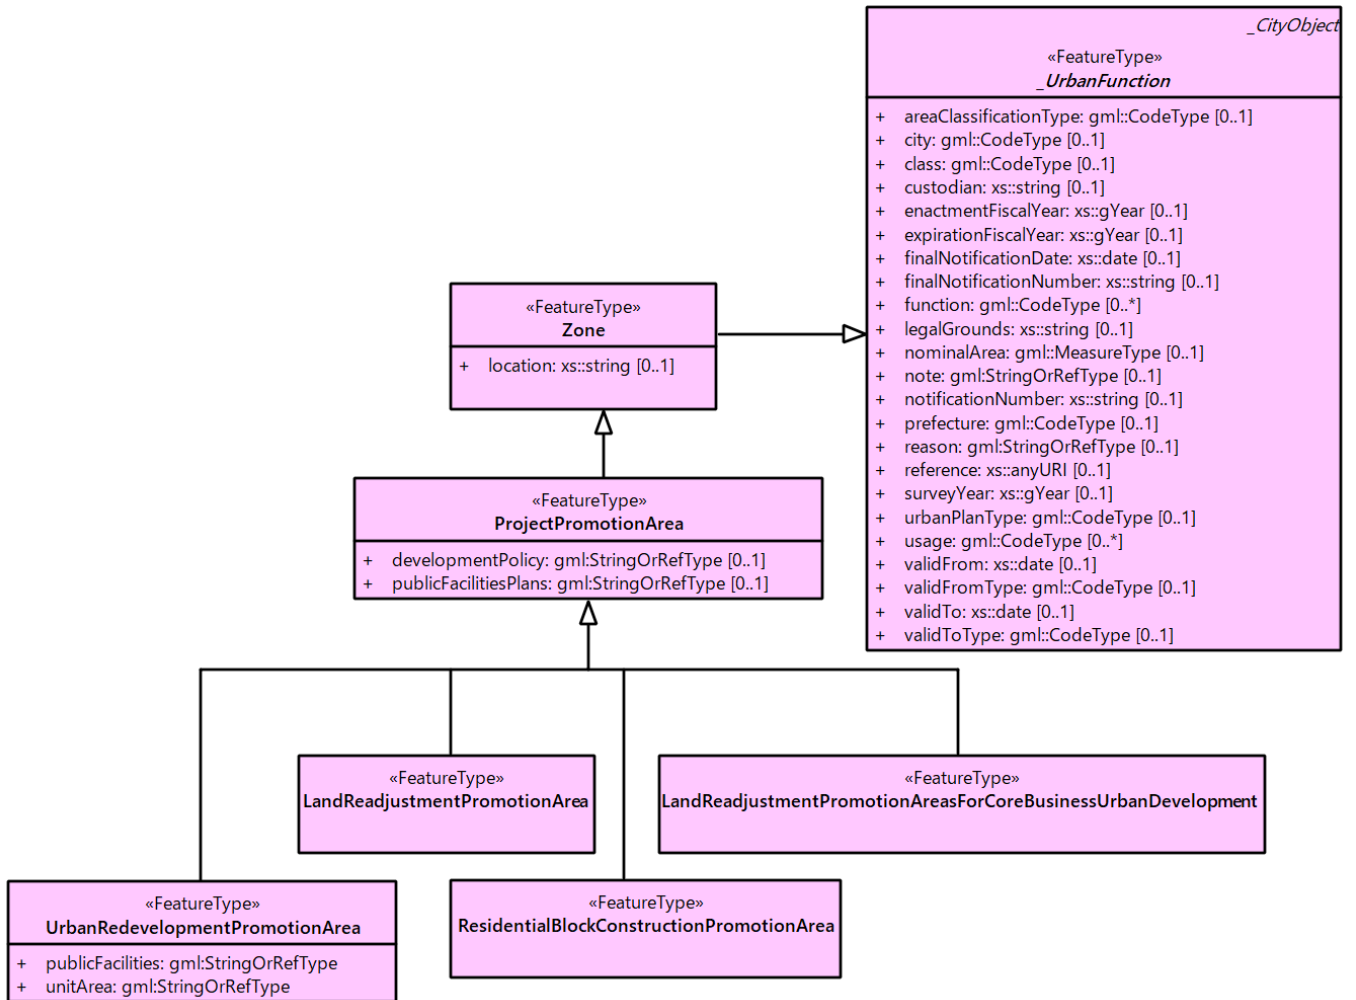 _CityObject
«FeatureType»
_UrbanFunction
+ areaClassificationType: gml::CodeType [0..1]
+ city: gml::CodeType [0..1]
+ class: gml::CodeType [0..1]
+ custodian: xs::string [0..1]
+ enactmentFiscalYear: xs::gYear [0..1]
+ expirationFiscalYear: xs::gYear [0..1]
+ finalNotificationDate: xs::date [0..1]
+ finalNotificationNumber: xs::string [0..1]
+ function: gml::CodeType [0..*]
+ legalGrounds: xs::string [0..1]
+ nominalArea: gml::MeasureType [0..1]
+ note: gml:StringOrRefType [0..1]
+ notificationNumber: xs::string [0..1]
+ prefecture: gml::CodeType [0..1]
+ reason: gml:StringOrRefType [0..1]
+ reference: xs::anyURI [0..1]
+ surveyYear: xs::gYear [0..1]
+ urbanPlanType: gml::CodeType [0..1]
+ usage: gml::CodeType [0..*]
+ validFrom: xs::date [0..1]
+ validFromType: gml::CodeType [0..1]
+ validTo: xs::date [0..1]
+ validToType: gml::CodeType [0..1]
«FeatureType»
Zone
+ location: xs::string [0..1]
«FeatureType»
ProjectPromotionArea
+ developmentPolicy: gml:StringOrRefType [0..1]
+ publicFacilitiesPlans: gml:StringOrRefType [0..1]
«FeatureType»
LandReadjustmentPromotionArea
«FeatureType»
LandReadjustmentPromotionAreasForCoreBusinessUrbanDevelopment
«FeatureType»
UrbanRedevelopmentPromotionArea
+ publicFacilities: gml:StringOrRefType
+ unitArea: gml:StringOrRefType
«FeatureType»
ResidentialBlockConstructionPromotionArea